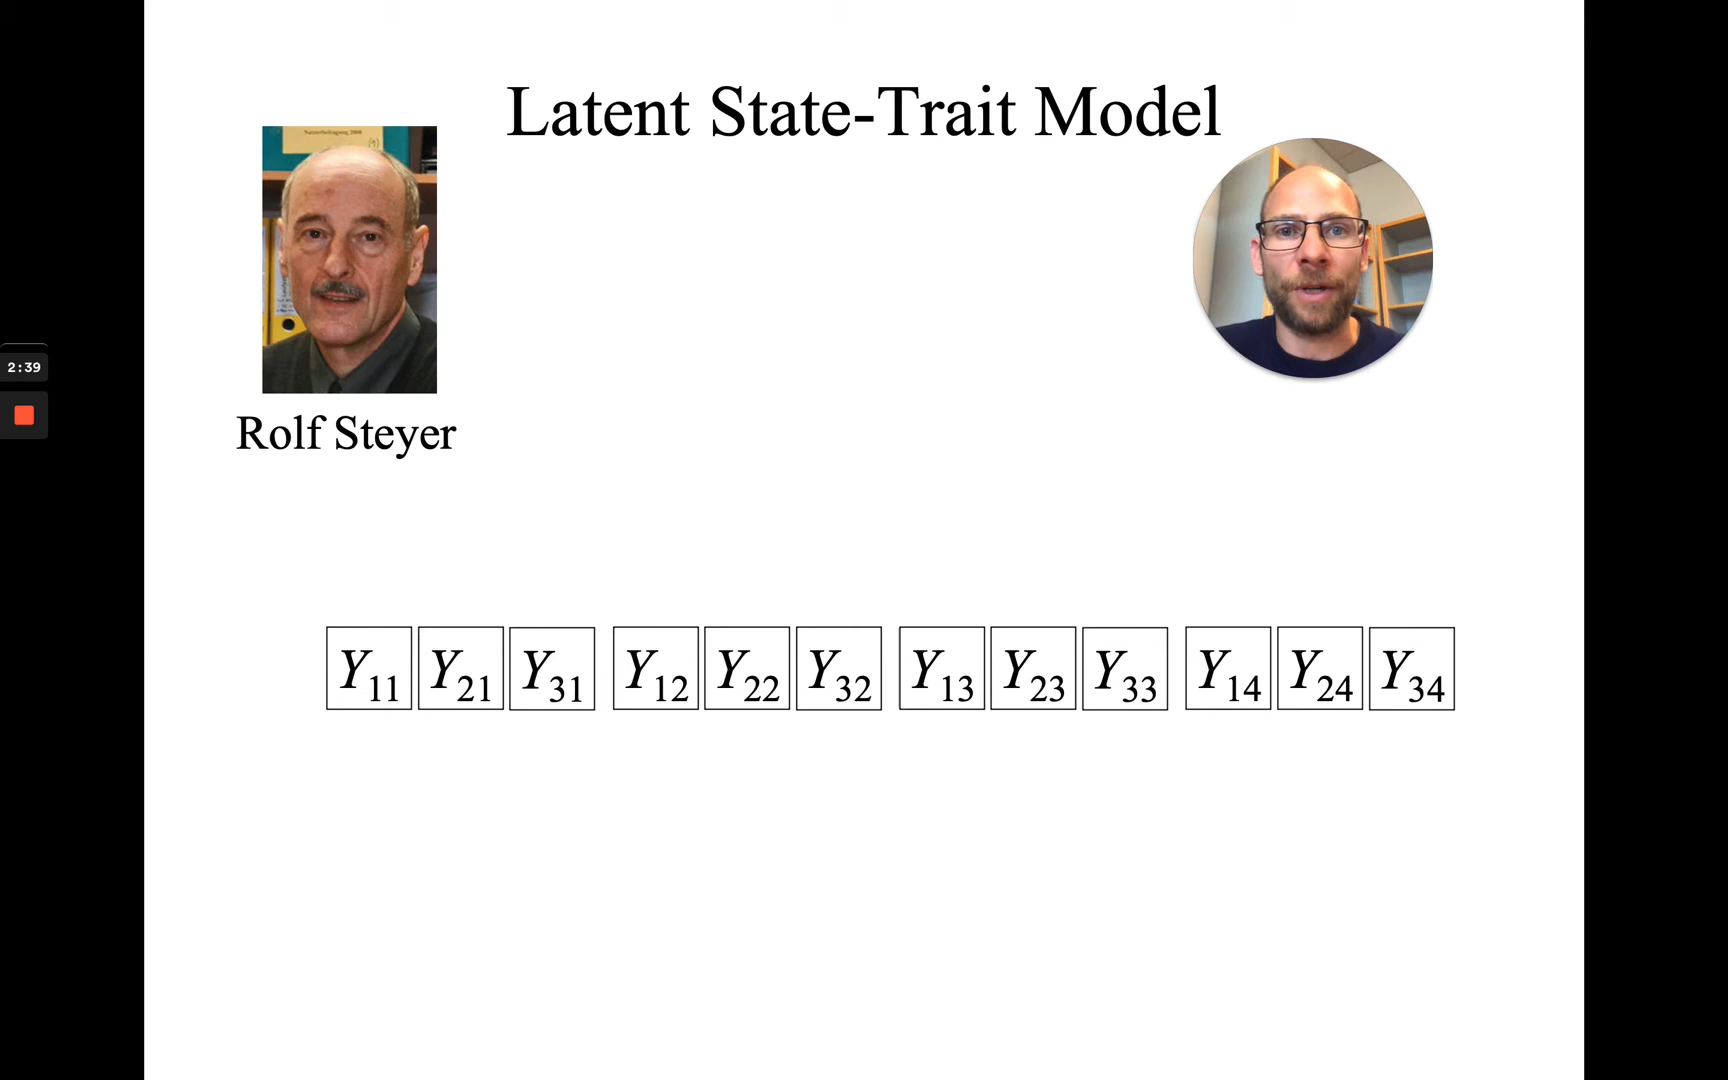 Latent State-Trait Model
Rolf Steyer
2:39
Y11 Y21 Y31 Y12 Y22 Y32 Y13 Y23 Y33 Y14 Y24 Y34